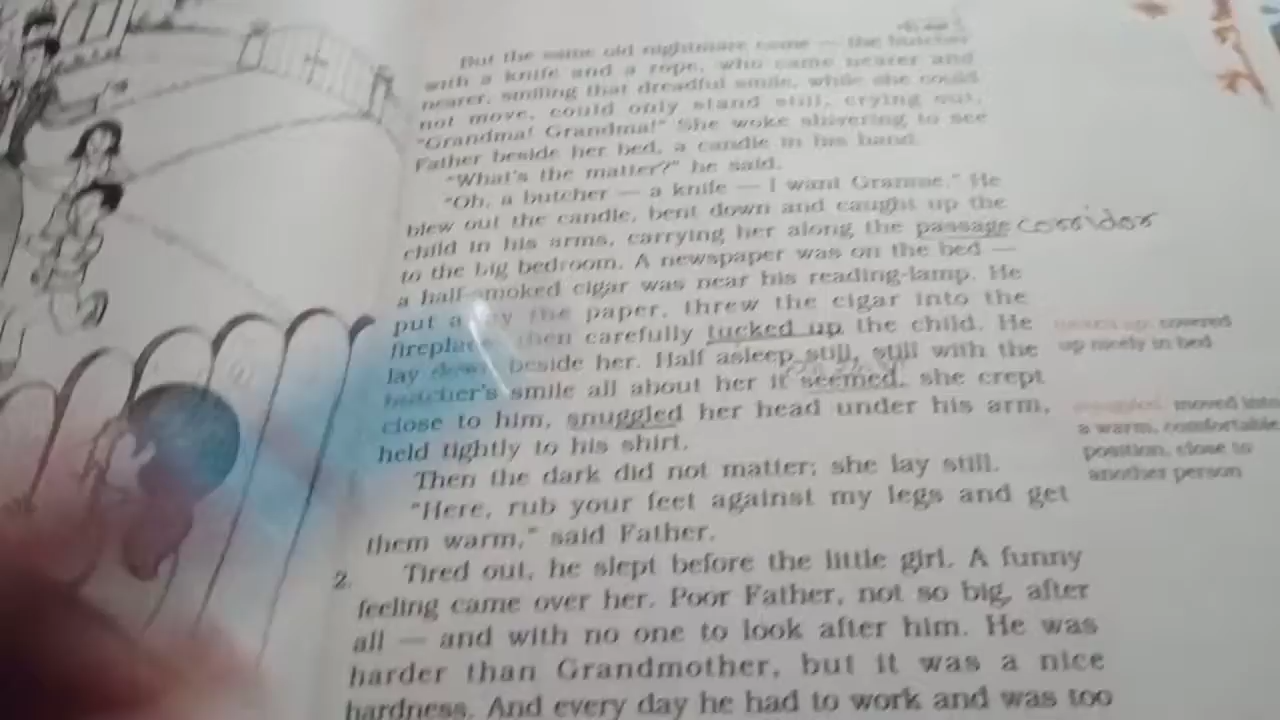 But the same old nightmare came — the butcher
with a knife and a rope, who came nearer and
nearer, smiling that dreadful smile, while she could
not move, could only stand still, crying out,
"Grandma! Grandma!" She woke shivering to see
Father beside her bed, a candle in his hand.
"What's the matter?" he said.
"Oh, a butcher — a knife — I want Grannie." He
blew out the candle, bent down and caught up the
child in his arms, carrying her along the passage corridor
to the big bedroom. A newspaper was on the bed —
a half-smoked cigar was near his reading-lamp. He
put a the paper, threw the cigar into the
fireplace then carefully tucked up the child. He
lay down beside her. Half asleep still, still with the
butcher's smile all about her it seemed, she crept
close to him, snuggled her head under his arm,
held tightly to his shirt.
Then the dark did not matter; she lay still.
"Here, rub your feet against my legs and get
them warm," said Father.
2. Tired out, he slept before the little girl. A funny
feeling came over her. Poor Father, not so big, after
all — and with no one to look after him. He was
harder than Grandmother, but it was a nice
hardness. And every day he had to work and was too
tucked up: covered
up nicely in bed
snuggled: moved into
a warm, comfortable
position, close to
another person